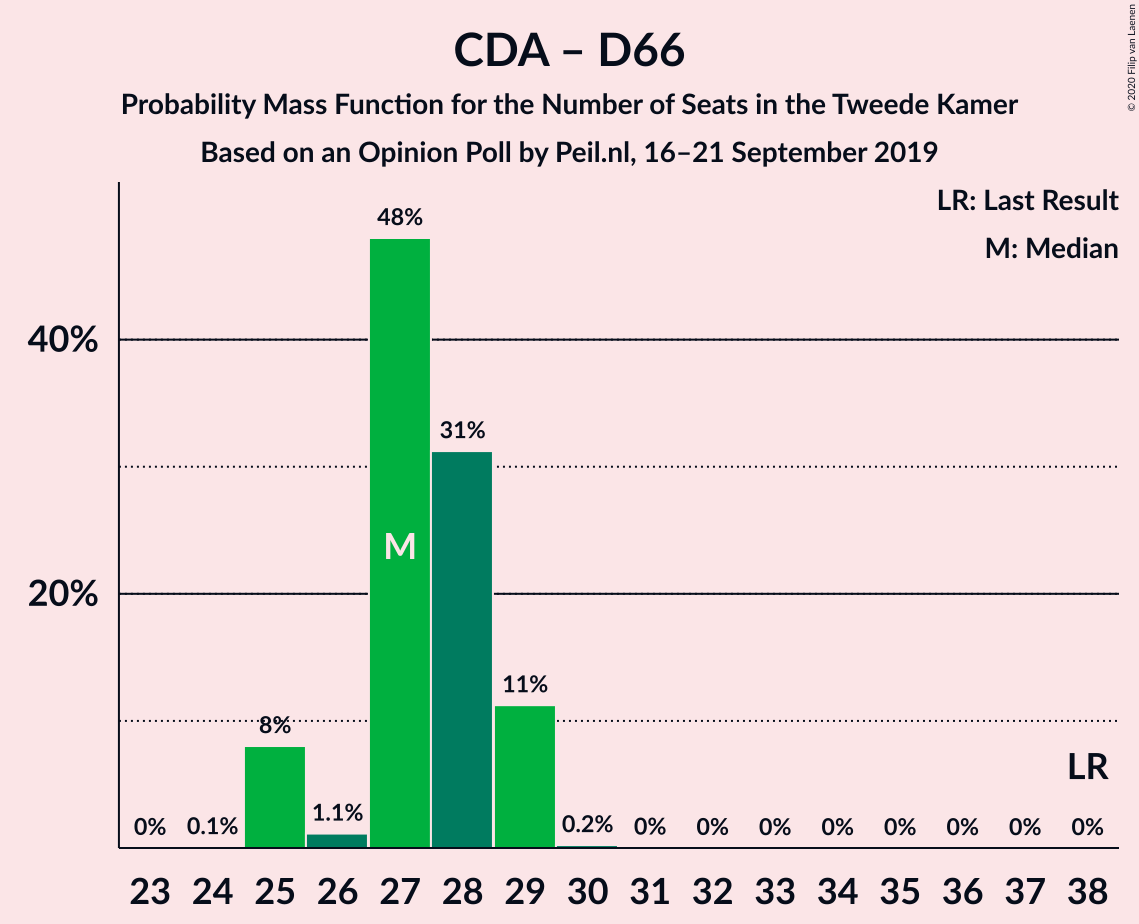 CDA – D66
Probability Mass Function for the Number of Seats in the Tweede Kamer
Based on an Opinion Poll by Peil.nl, 16–21 September 2019
© 2020 Filip van Laenen
LR: Last Result
M: Median
40%
20%
0%
0.1%
8%
1.1%
48%
31%
11%
0.2%
0%
0%
0%
0%
0%
0%
0%
0%
M
LR
23 24 25 26 27 28 29 30 31 32 33 34 35 36 37 38